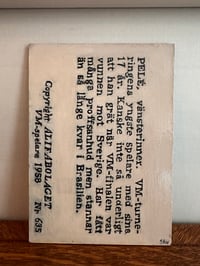 PELÉ, vänsterinner. VM-turne-
ringens yngste spelare med sina
17 år. Kanske inte så underligt
att han grät när VM-finalen var
vunnen mot Sverige. Har fått
många proffsanbud men stannar
än så länge kvar i Brasilien.
Copyright ALIFABOLAGET
VM-spelare 1958 Nr 635